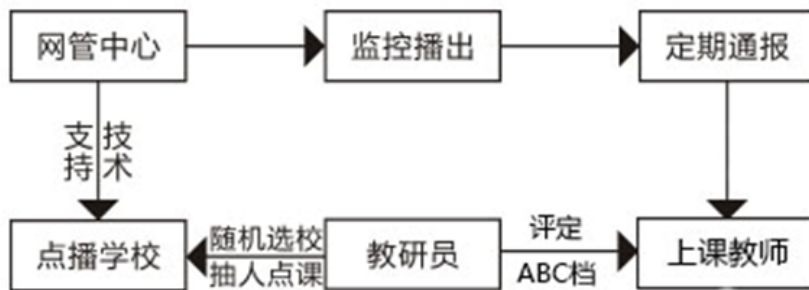 网管中心
监控播出
定期通报
技术
支持
点播学校
随机选校
抽人点课
教研员
评定
ABC档
上课教师